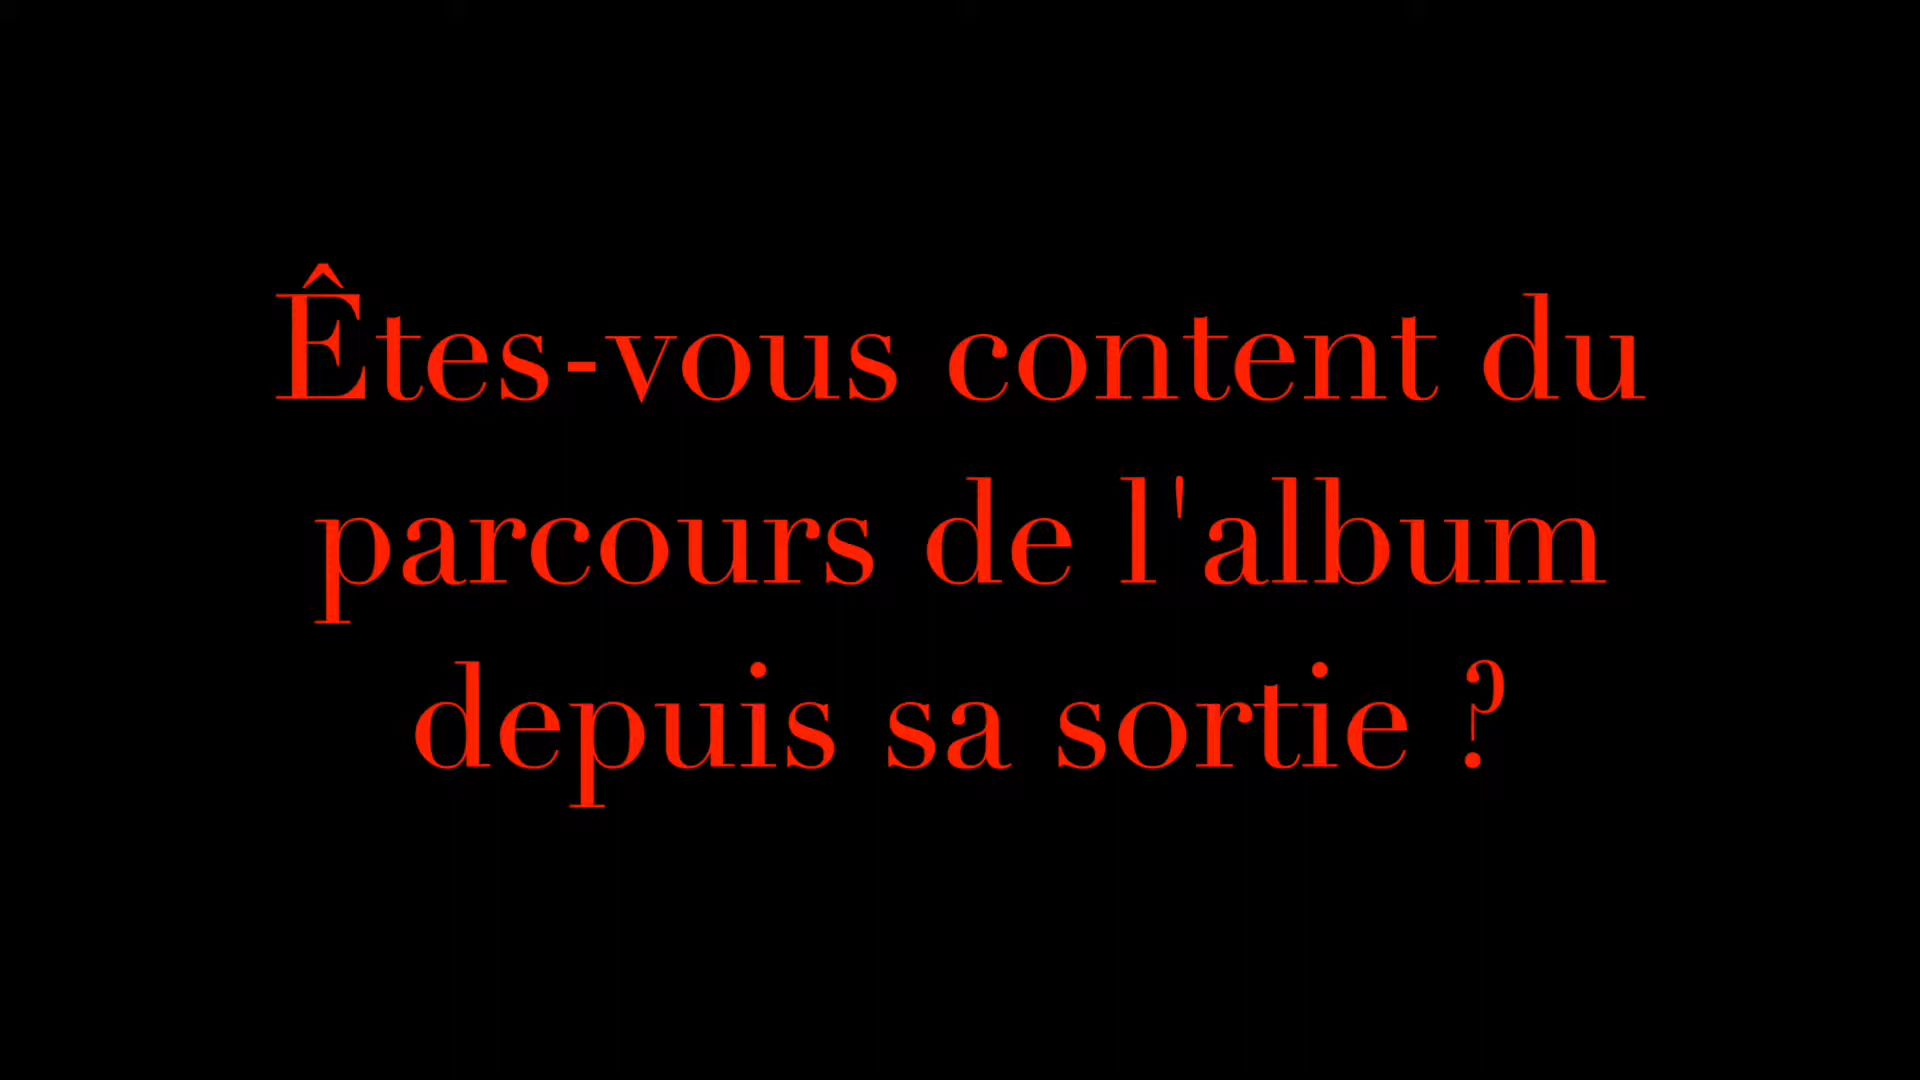 Êtes-vous content du
parcours de l'album
depuis sa sortie ?